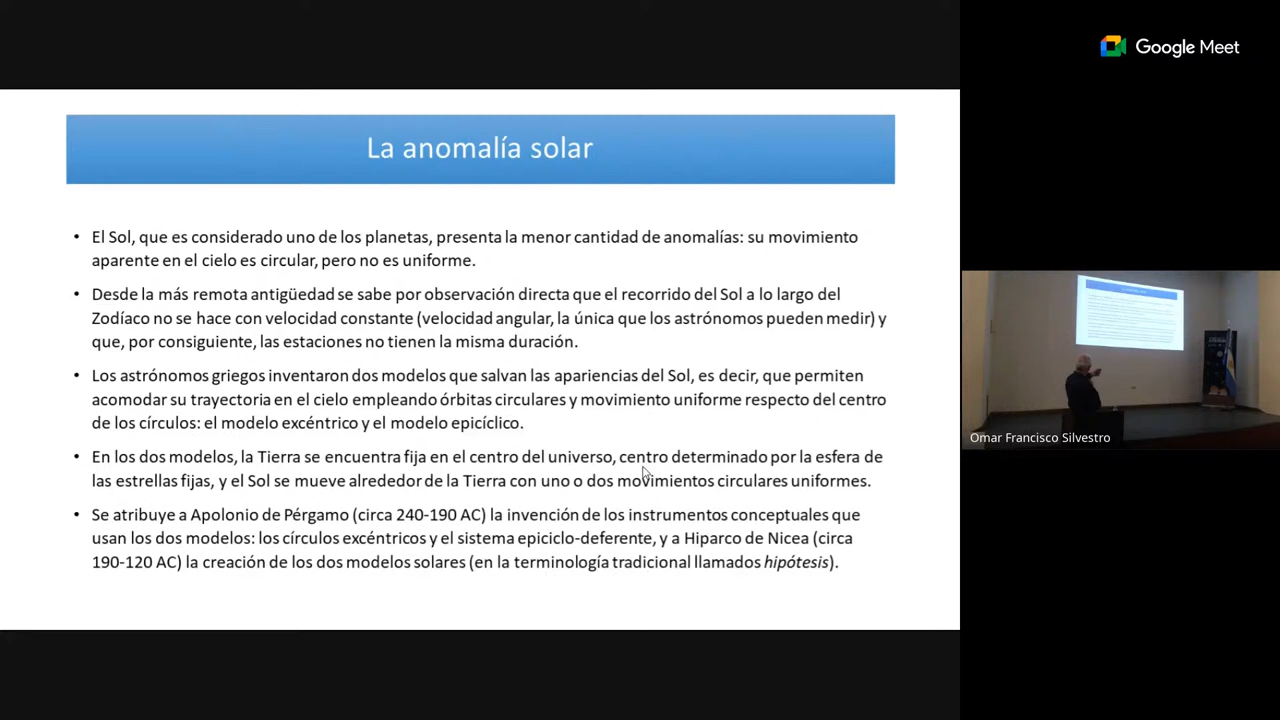 Google Meet
La anomalía solar
• El Sol, que es considerado uno de los planetas, presenta la menor cantidad de anomalías: su movimiento
aparente en el cielo es circular, pero no es uniforme.
• Desde la más remota antigüedad se sabe por observación directa que el recorrido del Sol a lo largo del
Zodíaco no se hace con velocidad constante (velocidad angular, la única que los astrónomos pueden medir) y
que, por consiguiente, las estaciones no tienen la misma duración.
• Los astrónomos griegos inventaron dos modelos que salvan las apariencias del Sol, es decir, que permiten
acomodar su trayectoria en el cielo empleando órbitas circulares y movimiento uniforme respecto del centro
de los círculos: el modelo excéntrico y el modelo epicíclico.
• En los dos modelos, la Tierra se encuentra fija en el centro del universo, centro determinado por la esfera de
las estrellas fijas, y el Sol se mueve alrededor de la Tierra con uno o dos movimientos circulares uniformes.
• Se atribuye a Apolonio de Pérgamo (circa 240-190 AC) la invención de los instrumentos conceptuales que
usan los dos modelos: los círculos excéntricos y el sistema epiciclo-deferente, y a Hiparco de Nicea (circa
190-120 AC) la creación de los dos modelos solares (en la terminología tradicional llamados hipótesis).
Omar Francisco Silvestro